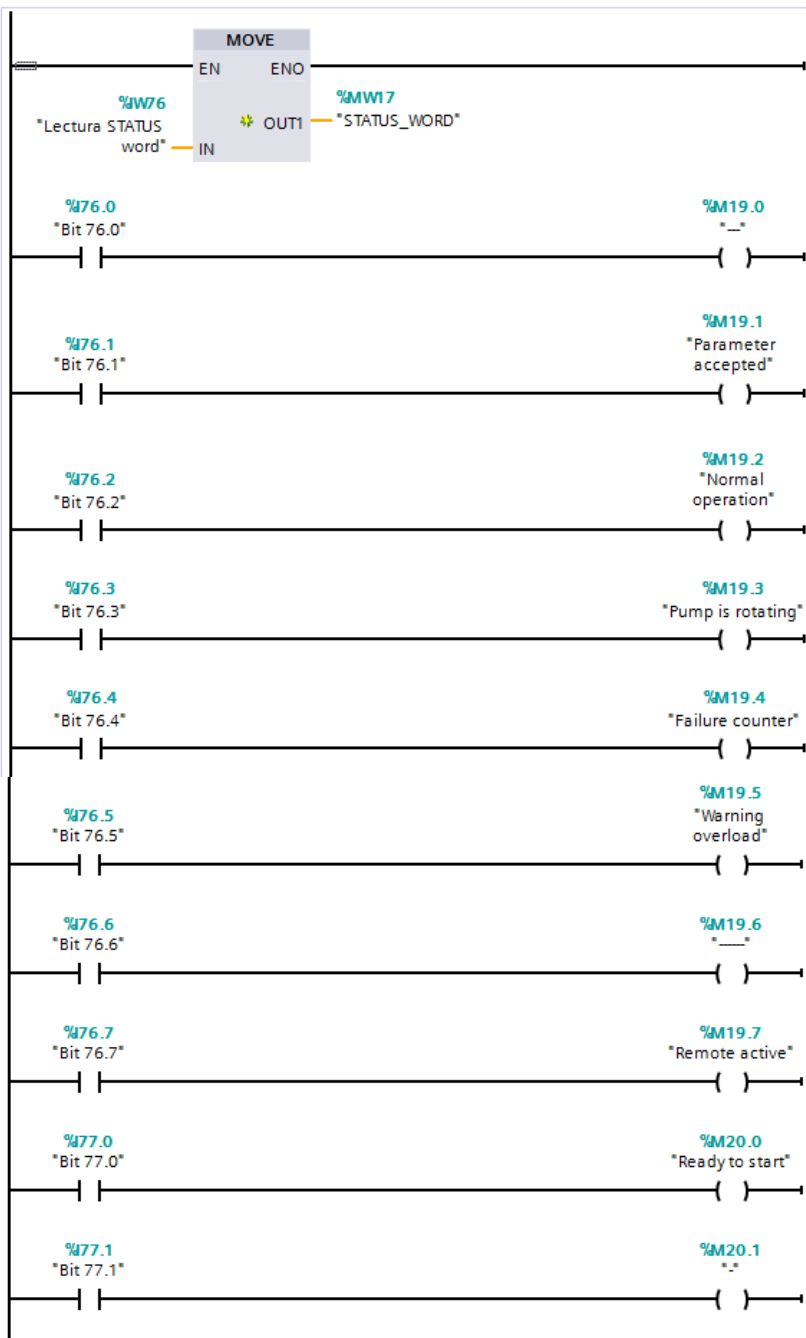 MOVE
EN ENO
%IW76
"Lectura STATUS
word"
IN
OUT1
%MW17
"STATUS_WORD"
%I76.0
"Bit 76.0"
%M19.0
"---"
%I76.1
"Bit 76.1"
%M19.1
"Parameter
accepted"
%I76.2
"Bit 76.2"
%M19.2
"Normal
operation"
%I76.3
"Bit 76.3"
%M19.3
"Pump is rotating"
%I76.4
"Bit 76.4"
%M19.4
"Failure counter"
%I76.5
"Bit 76.5"
%M19.5
"Warning
overload"
%I76.6
"Bit 76.6"
%M19.6
"------"
%I76.7
"Bit 76.7"
%M19.7
"Remote active"
%I77.0
"Bit 77.0"
%M20.0
"Ready to start"
%I77.1
"Bit 77.1"
%M20.1
"-"